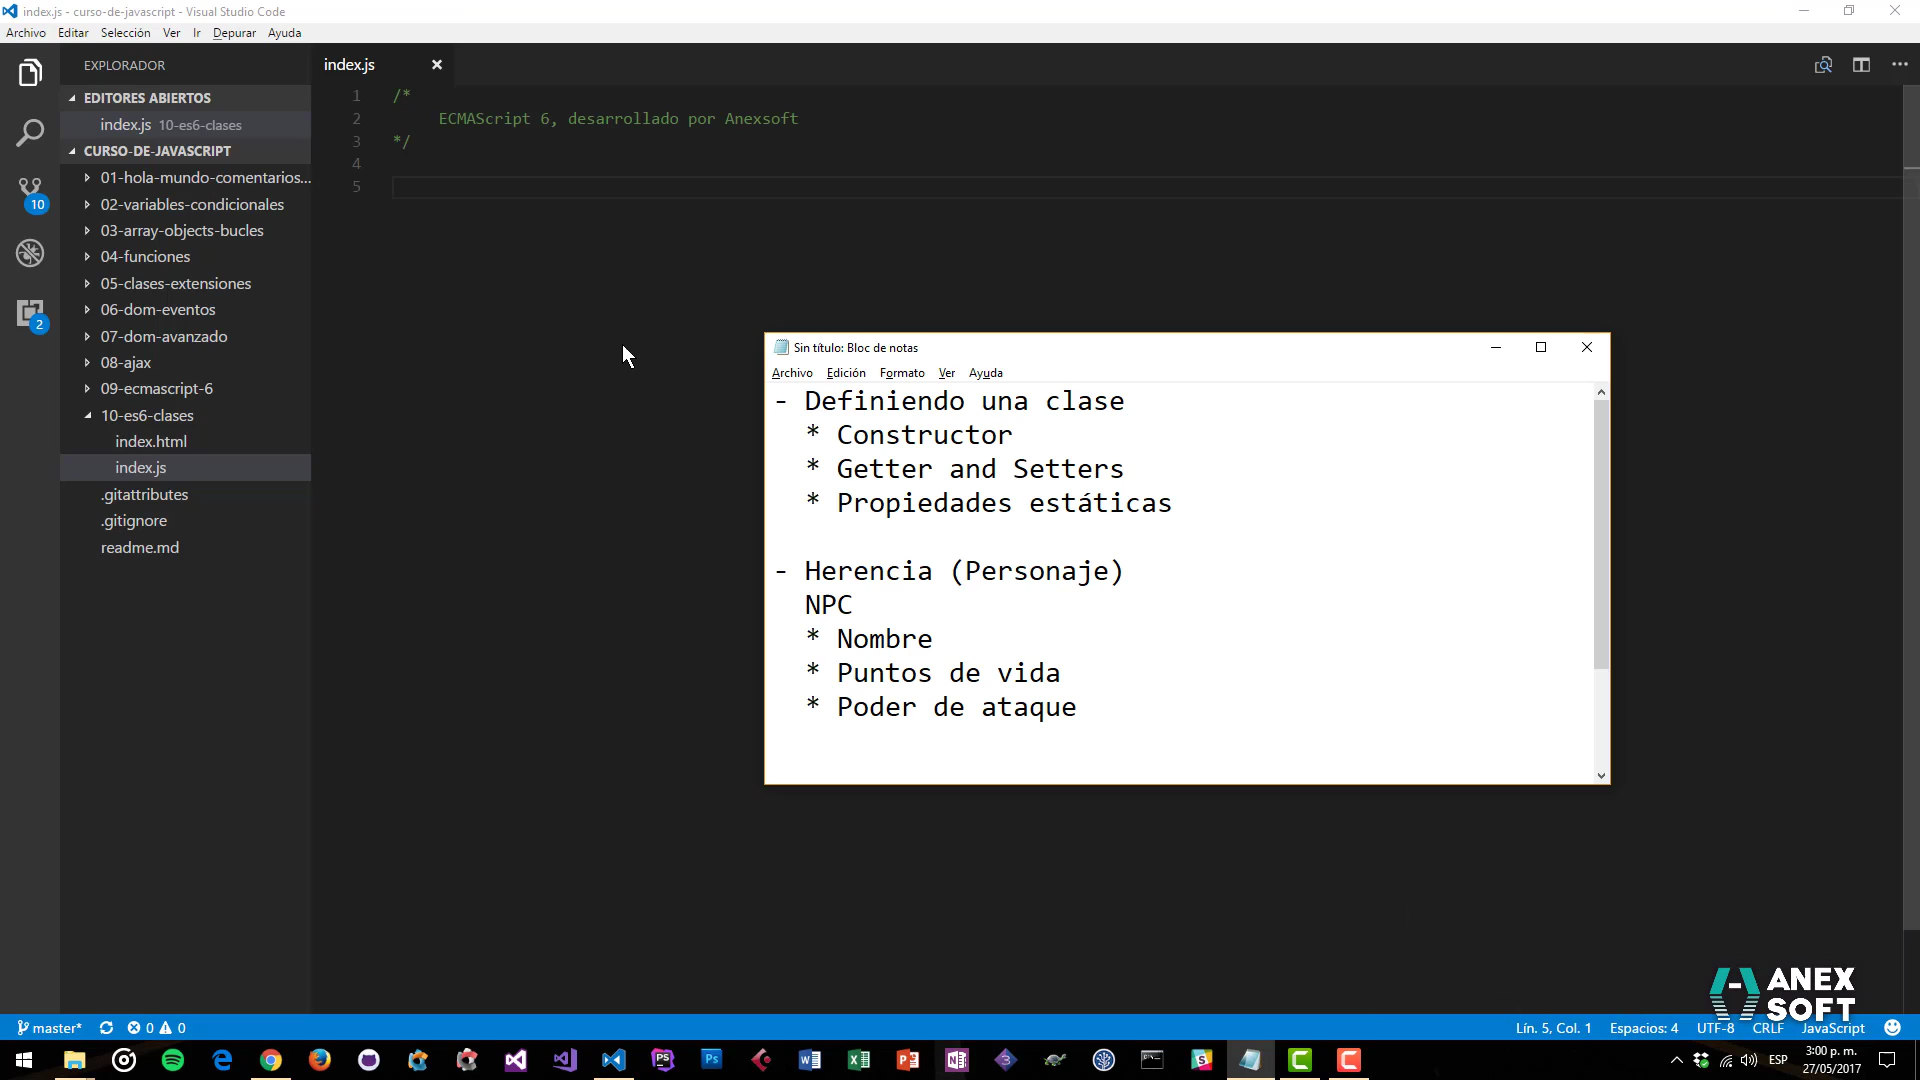 index.js - curso-de-javascript - Visual Studio Code
Archivo Editar Selección Ver Ir Depurar Ayuda
EXPLORADOR
index.js
EDITORES ABIERTOS
index.js 10-es6-clases
CURSO-DE-JAVASCRIPT
01-hola-mundo-comentarios...
02-variables-condicionales
03-array-objects-bucles
04-funciones
05-clases-extensiones
06-dom-eventos
07-dom-avanzado
08-ajax
09-ecmascript-6
10-es6-clases
index.html
index.js
.gitattributes
.gitignore
readme.md
10
2
1 /*
2 ECMAScript 6, desarrollado por Anexsoft
3 */
4
5
Sin título: Bloc de notas
Archivo Edición Formato Ver Ayuda
- Definiendo una clase
* Constructor
* Getter and Setters
* Propiedades estáticas
- Herencia (Personaje)
NPC
* Nombre
* Puntos de vida
* Poder de ataque
ANEX
SOFT
master* 0 0 Lín. 5, Col. 1 Espacios: 4 UTF-8 CRLF JavaScript
ESP
3:00 p. m.
27/05/2017